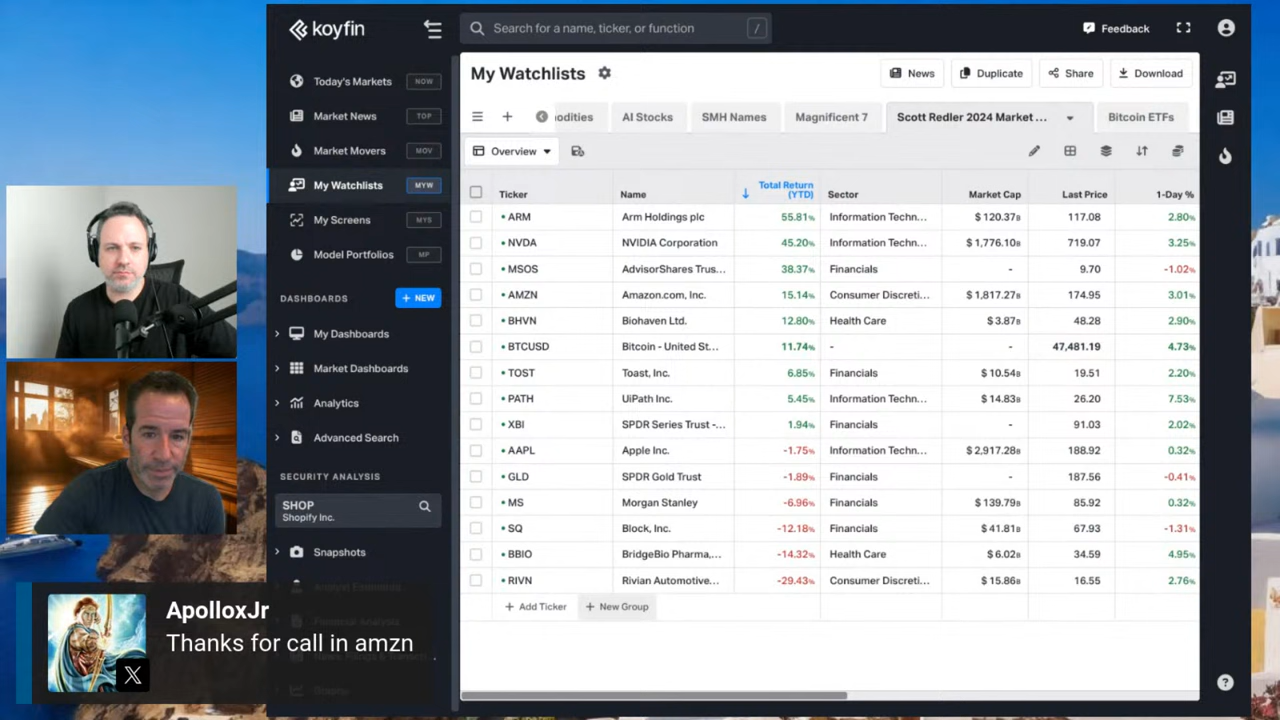 koyfin
Search for a name, ticker, or function /
Feedback
Today's Markets NOW
Market News TOP
Market Movers MOV
My Watchlists MYW
My Screens MYS
Model Portfolios MP
DASHBOARDS + NEW
My Dashboards
Market Dashboards
Analytics
Advanced Search
SECURITY ANALYSIS
SHOP
Shopify Inc.
Snapshots
ApolloxJr
Thanks for call in amzn
My Watchlists
News Duplicate Share Download
odities AI Stocks SMH Names Magnificent 7 Scott Redler 2024 Market ... Bitcoin ETFs
Overview
Ticker Name Total Return (YTD) Sector Market Cap Last Price 1-Day %
ARM Arm Holdings plc 55.81% Information Techn... $ 120.37B 117.08 2.80%
NVDA NVIDIA Corporation 45.20% Information Techn... $ 1,776.10B 719.07 3.25%
MSOS AdvisorShares Trus... 38.37% Financials - 9.70 -1.02%
AMZN Amazon.com, Inc. 15.14% Consumer Discreti... $ 1,817.27B 174.95 3.01%
BHVN Biohaven Ltd. 12.80% Health Care $ 3.87B 48.28 2.90%
BTCUSD Bitcoin - United St... 11.74% - - 47,481.19 4.73%
TOST Toast, Inc. 6.85% Financials $ 10.54B 19.51 2.20%
PATH UiPath Inc. 5.45% Information Techn... $ 14.83B 26.20 7.53%
XBI SPDR Series Trust -... 1.94% Financials - 91.03 2.02%
AAPL Apple Inc. -1.75% Information Techn... $ 2,917.28B 188.92 0.32%
GLD SPDR Gold Trust -1.89% Financials - 187.56 -0.41%
MS Morgan Stanley -6.96% Financials $ 139.79B 85.92 0.32%
SQ Block, Inc. -12.18% Financials $ 41.81B 67.93 -1.31%
BBIO BridgeBio Pharma,... -14.32% Health Care $ 6.02B 34.59 4.95%
RIVN Rivian Automotive... -29.43% Consumer Discreti... $ 15.86B 16.55 2.76%
+ Add Ticker + New Group